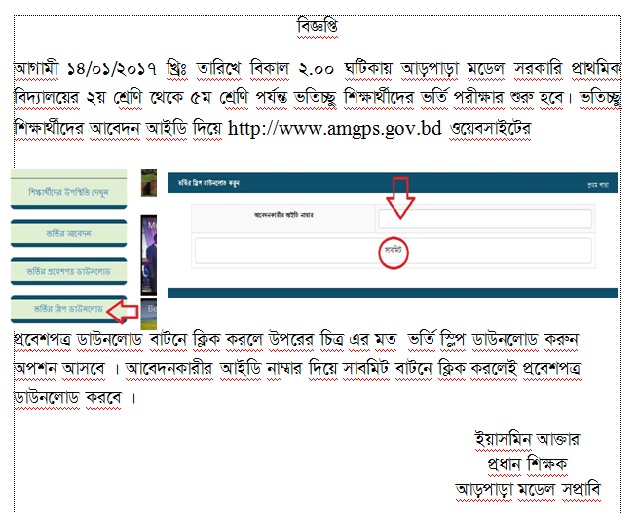 বিজ্ঞপ্তি
আগামী ১৪/০১/২০১৭ খ্রিঃ তারিখে বিকাল ২.০০ ঘটিকায় আড়পাড়া মডেল সরকারি প্রাথমিক
বিদ্যালয়ের ২য় শ্রেণি থেকে ৫ম শ্রেণি পর্যন্ত ভতিচ্ছু শিক্ষার্থীদের ভর্তি পরীক্ষার শুরু হবে। ভতিচ্ছু
শিক্ষার্থীদের আবেদন আইডি দিয়ে http://www.amgps.gov.bd ওয়েবসাইটের
শিক্ষার্থীদের উপস্থিতি দেখুন
ভর্তির আবেদন
ভর্তির প্রবেশপত্র ডাউনলোড
ভর্তির স্লিপ ডাউনলোড
ভর্তির স্লিপ ডাউনলোড করুন
প্রথম পাতা
আবেদনকারীর আইডি নাম্বার
সাবমিট
প্রবেশপত্র ডাউনলোড বাটনে ক্লিক করলে উপরের চিত্র এর মত ভর্তি স্লিপ ডাউনলোড করুন
অপশন আসবে । আবেদনকারীর আইডি নাম্বার দিয়ে সাবমিট বাটনে ক্লিক করলেই প্রবেশপত্র
ডাউনলোড করবে ।
ইয়াসমিন আক্তার
প্রধান শিক্ষক
আড়পাড়া মডেল সপ্রাবি